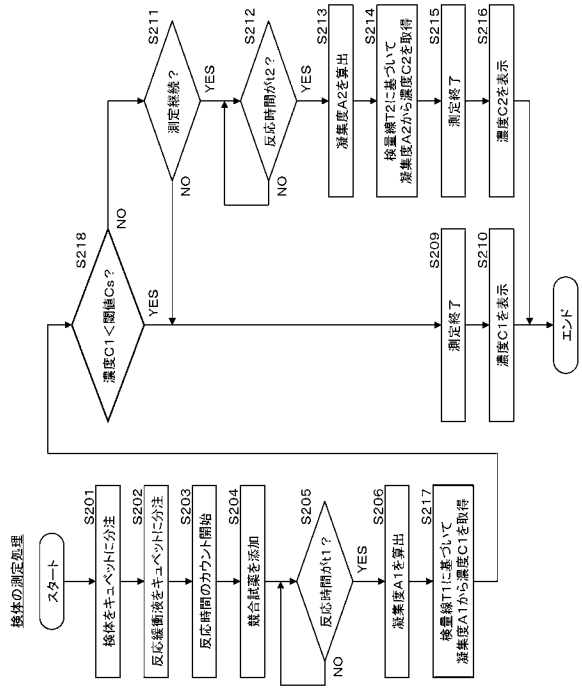 検体の測定処理
スタート
S201
検体をキュベットに分注
S202
反応緩衝液をキュベットに分注
S203
反応時間のカウント開始
S204
競合試薬を添加
S205
反応時間がt1?
NO
YES
S206
凝集度A1を算出
S217
検量線T1に基づいて
凝集度A1から濃度C1を取得
S218
濃度C1<閾値Cs?
NO
YES
S209
測定終了
S210
濃度C1を表示
S211
測定継続?
NO
YES
S212
反応時間がt2?
NO
YES
S213
凝集度A2を算出
S214
検量線T2に基づいて
凝集度A2から濃度C2を取得
S215
測定終了
S216
濃度C2を表示
エンド